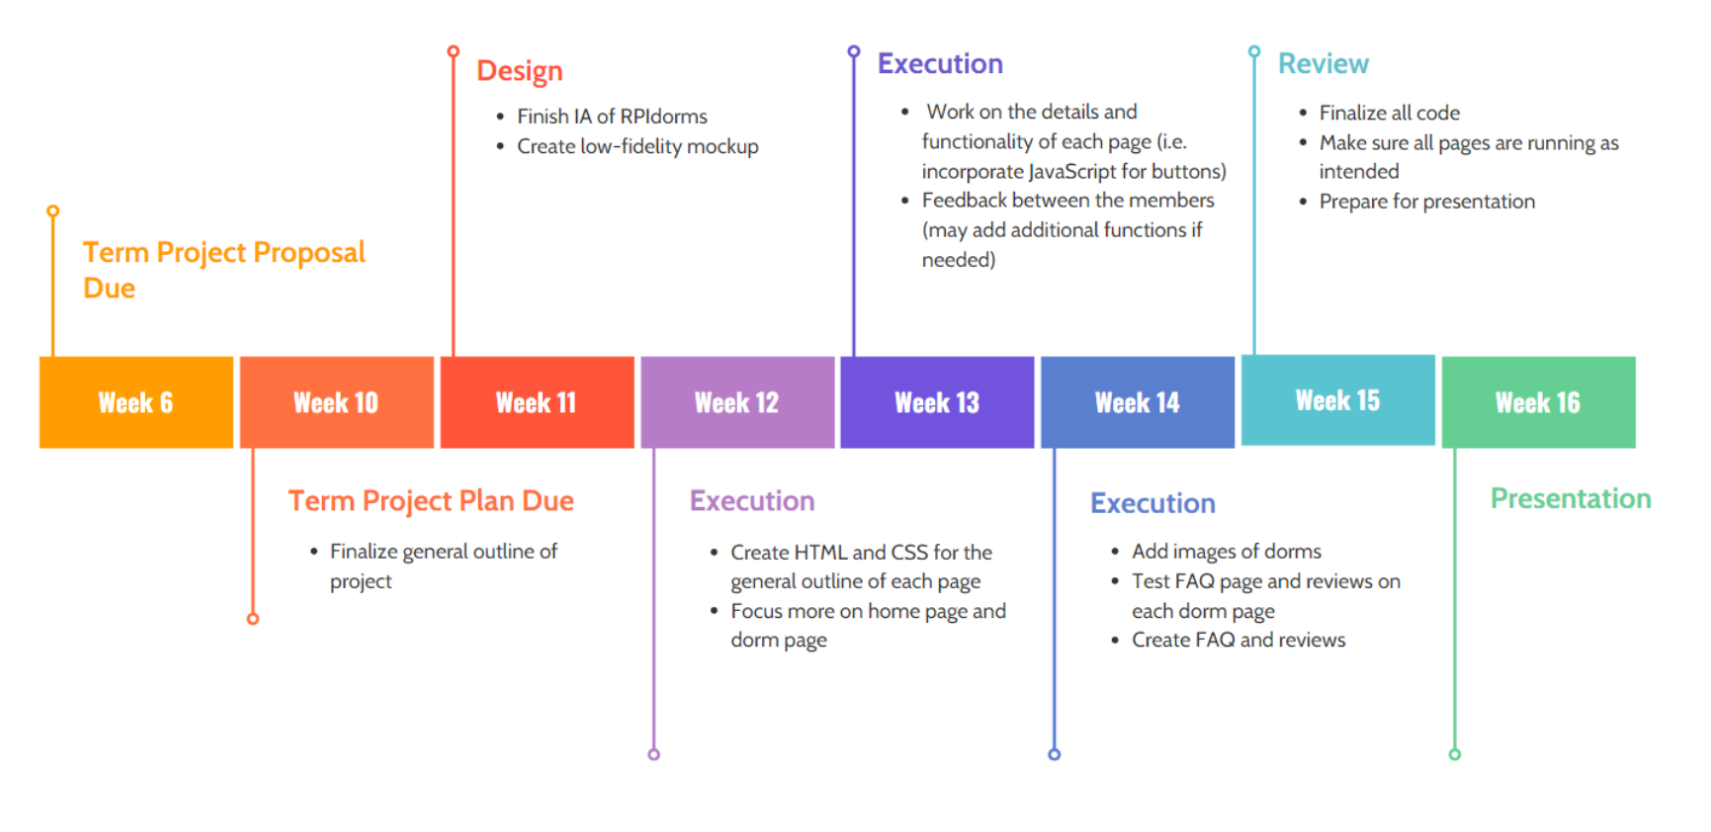 Design
• Finish IA of RPIdorms
• Create low-fidelity mockup
Execution
• Work on the details and
functionality of each page (i.e.
incorporate JavaScript for buttons)
• Feedback between the members
(may add additional functions if
needed)
Review
• Finalize all code
• Make sure all pages are running as
intended
• Prepare for presentation
Term Project Proposal
Due
Week 6
Week 10
Week 11
Week 12
Week 13
Week 14
Week 15
Week 16
Term Project Plan Due
• Finalize general outline of
project
Execution
• Create HTML and CSS for the
general outline of each page
• Focus more on home page and
dorm page
Execution
• Add images of dorms
• Test FAQ page and reviews on
each dorm page
• Create FAQ and reviews
Presentation